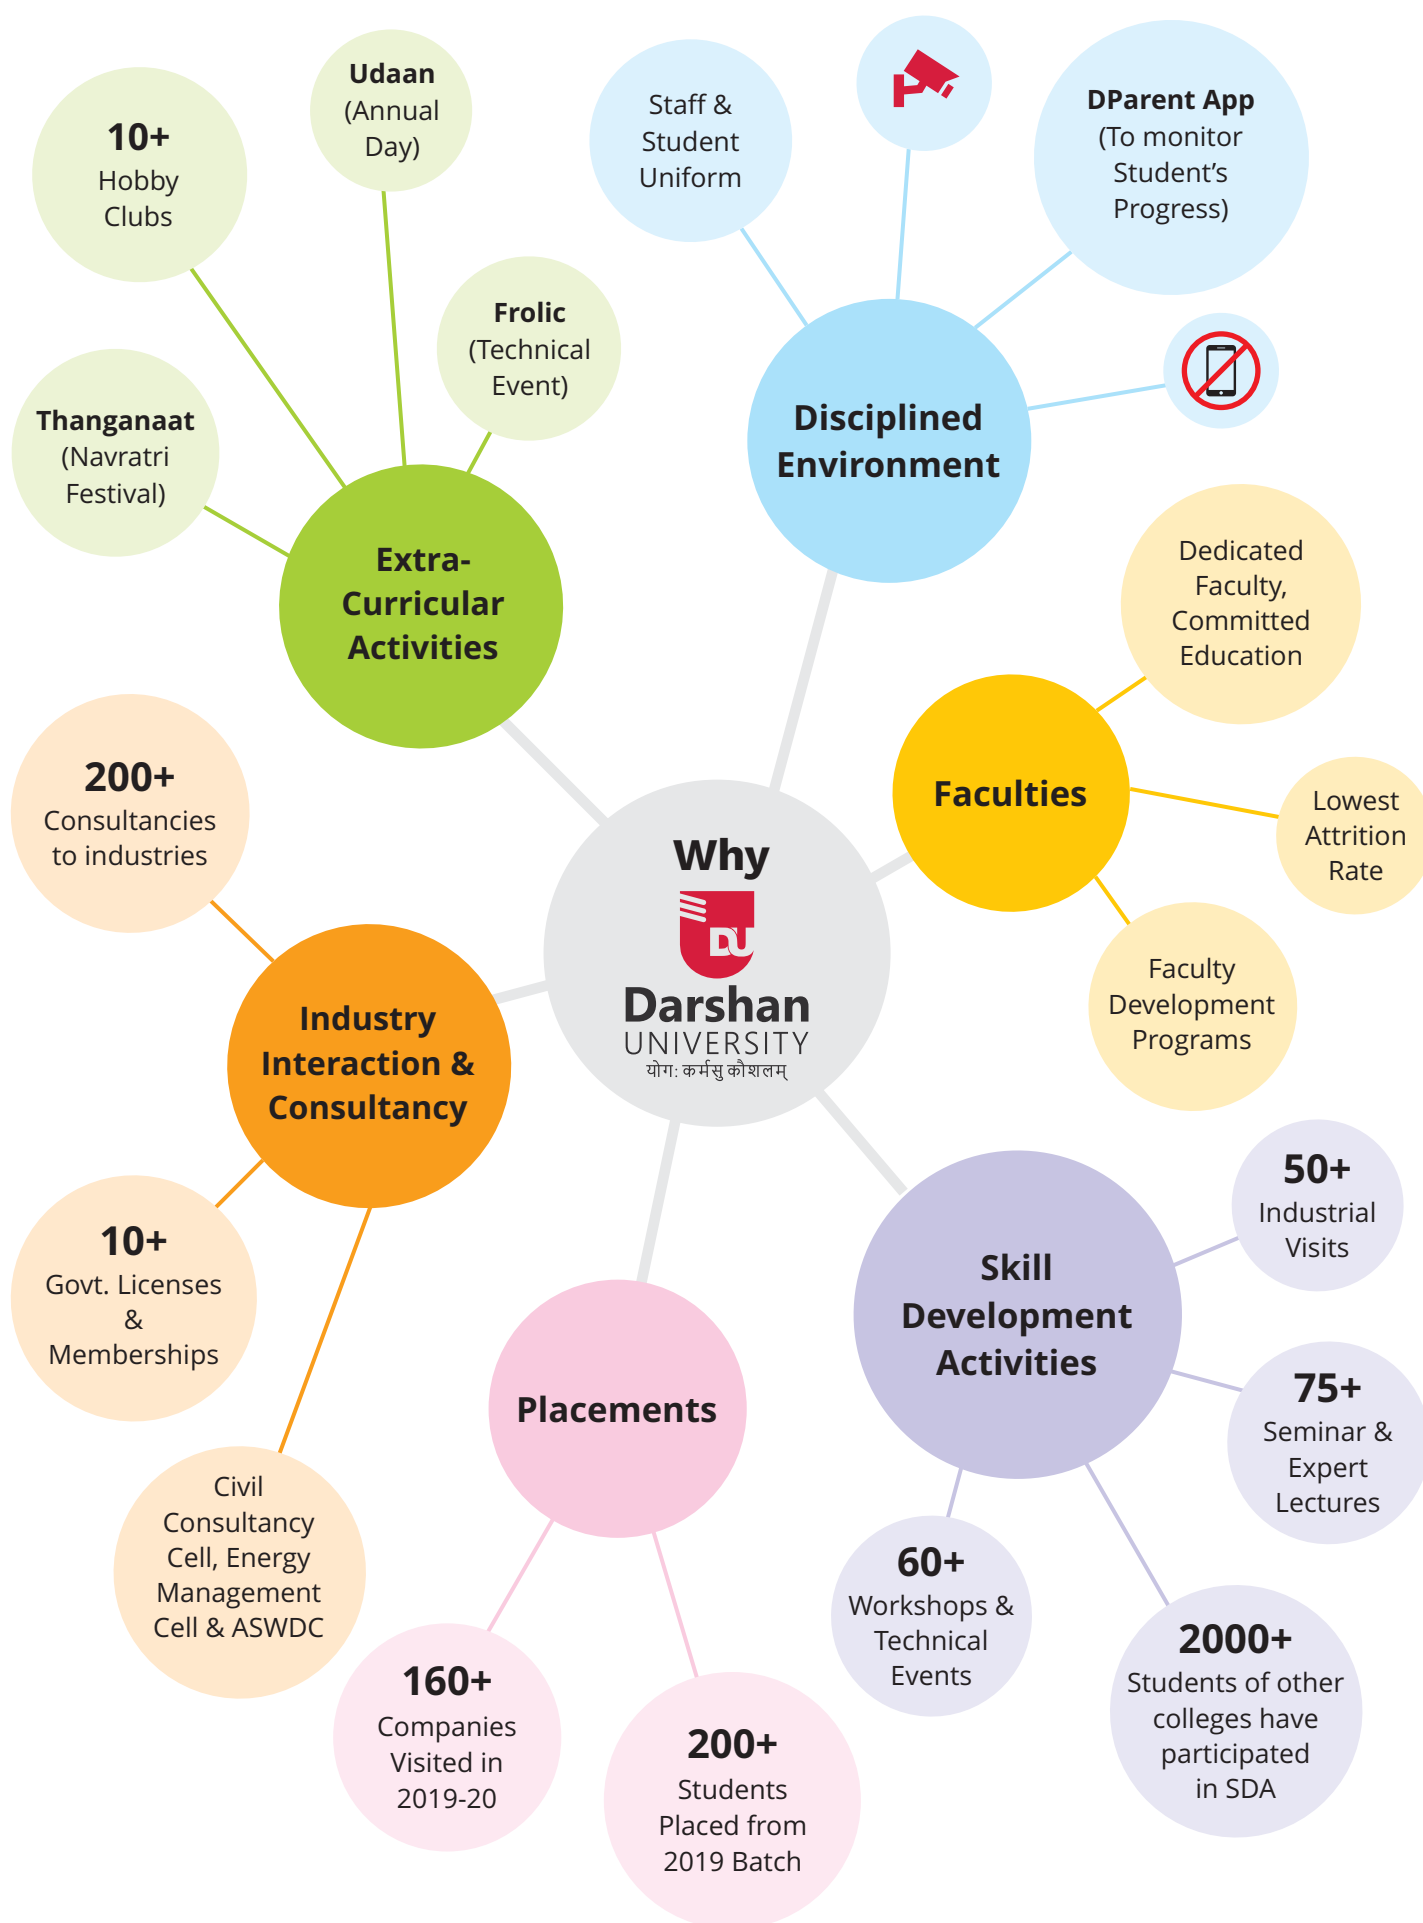 Why
DU
Darshan
UNIVERSITY
योग: कर्मसु कौशलम्
Extra-
Curricular
Activities
Thanganaat
(Navratri
Festival)
10+
Hobby
Clubs
Udaan
(Annual
Day)
Frolic
(Technical
Event)
Disciplined
Environment
Staff &
Student
Uniform
DParent App
(To monitor
Student’s
Progress)
Faculties
Dedicated
Faculty,
Committed
Education
Lowest
Attrition
Rate
Faculty
Development
Programs
Skill
Development
Activities
50+
Industrial
Visits
75+
Seminar &
Expert
Lectures
2000+
Students of other
colleges have
participated
in SDA
60+
Workshops &
Technical
Events
Placements
200+
Students
Placed from
2019 Batch
160+
Companies
Visited in
2019-20
Industry
Interaction &
Consultancy
Civil
Consultancy
Cell, Energy
Management
Cell & ASWDC
10+
Govt. Licenses
&
Memberships
200+
Consultancies
to industries